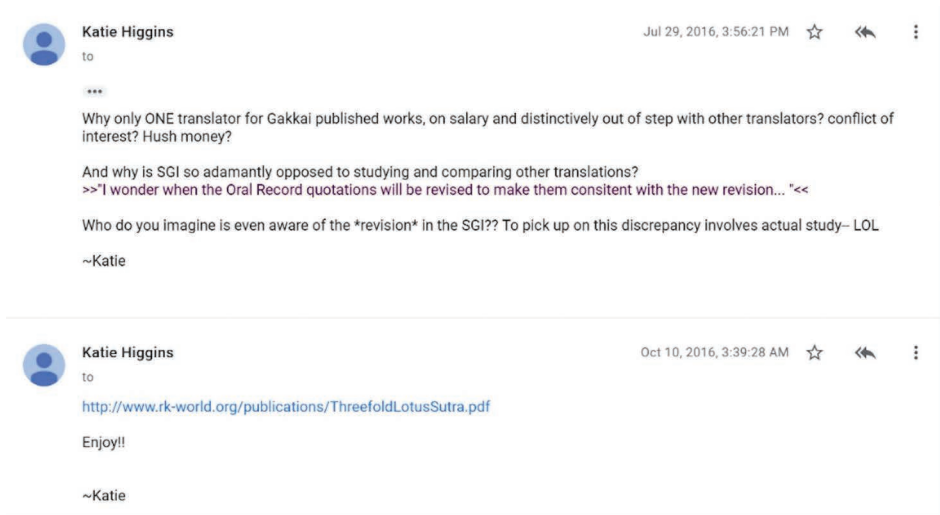 Katie Higgins
Jul 29, 2016, 3:56:21 PM
to
•••
Why only ONE translator for Gakkai published works, on salary and distinctively out of step with other translators? conflict of
interest? Hush money?
And why is SGI so adamantly opposed to studying and comparing other translations?
>>"I wonder when the Oral Record quotations will be revised to make them consitent with the new revision... "<<
Who do you imagine is even aware of the *revision* in the SGI?? To pick up on this discrepancy involves actual study-- LOL
~Katie
Katie Higgins
Oct 10, 2016, 3:39:28 AM
to
http://www.rk-world.org/publications/ThreefoldLotusSutra.pdf
Enjoy!!
~Katie